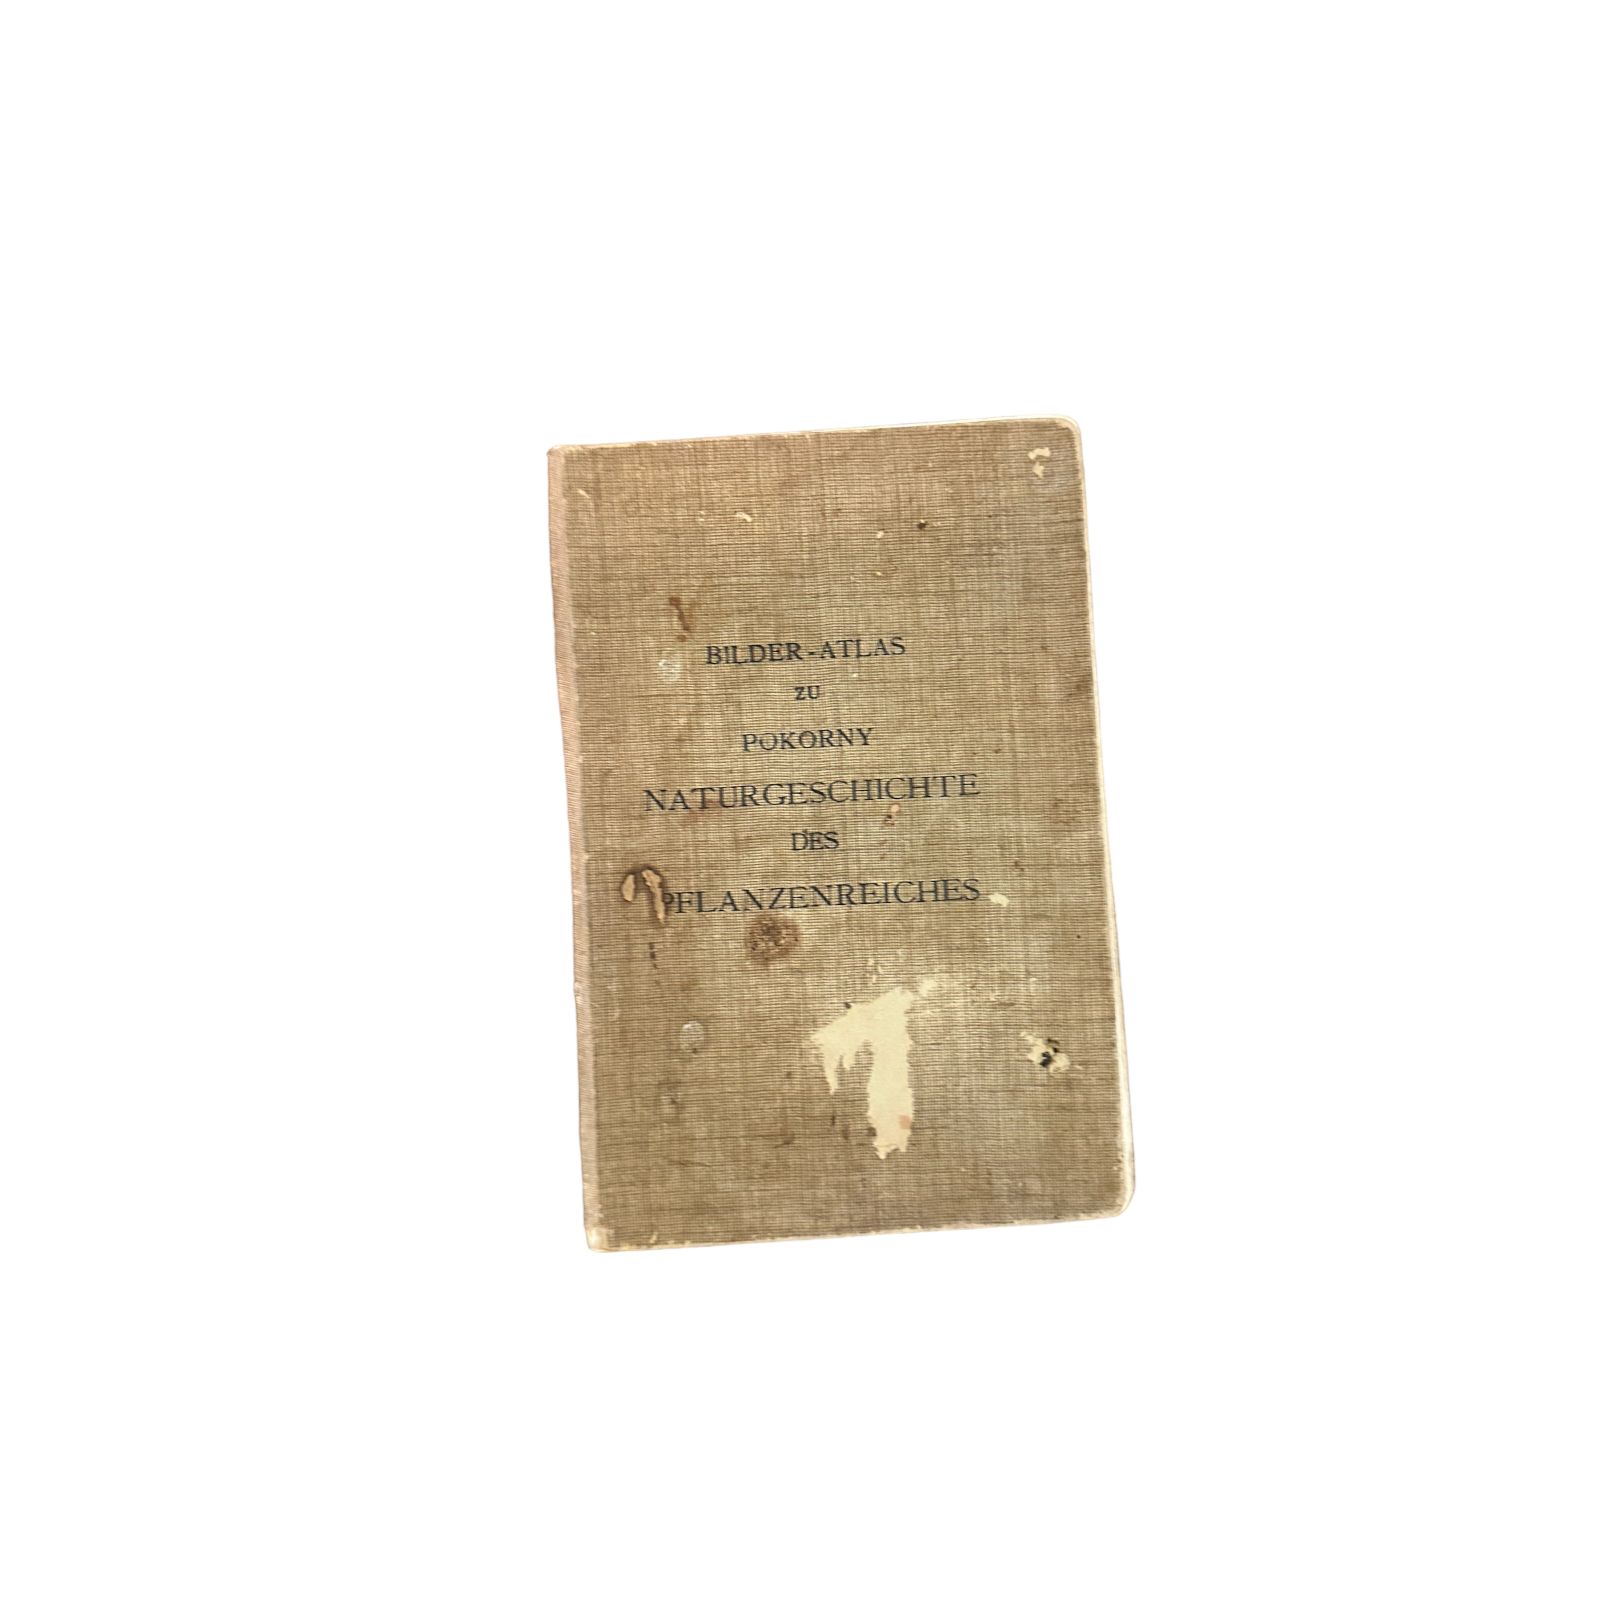 BILDER-ATLAS
ZU
POKORNY
NATURGESCHICHTE
DES
PFLANZENREICHES